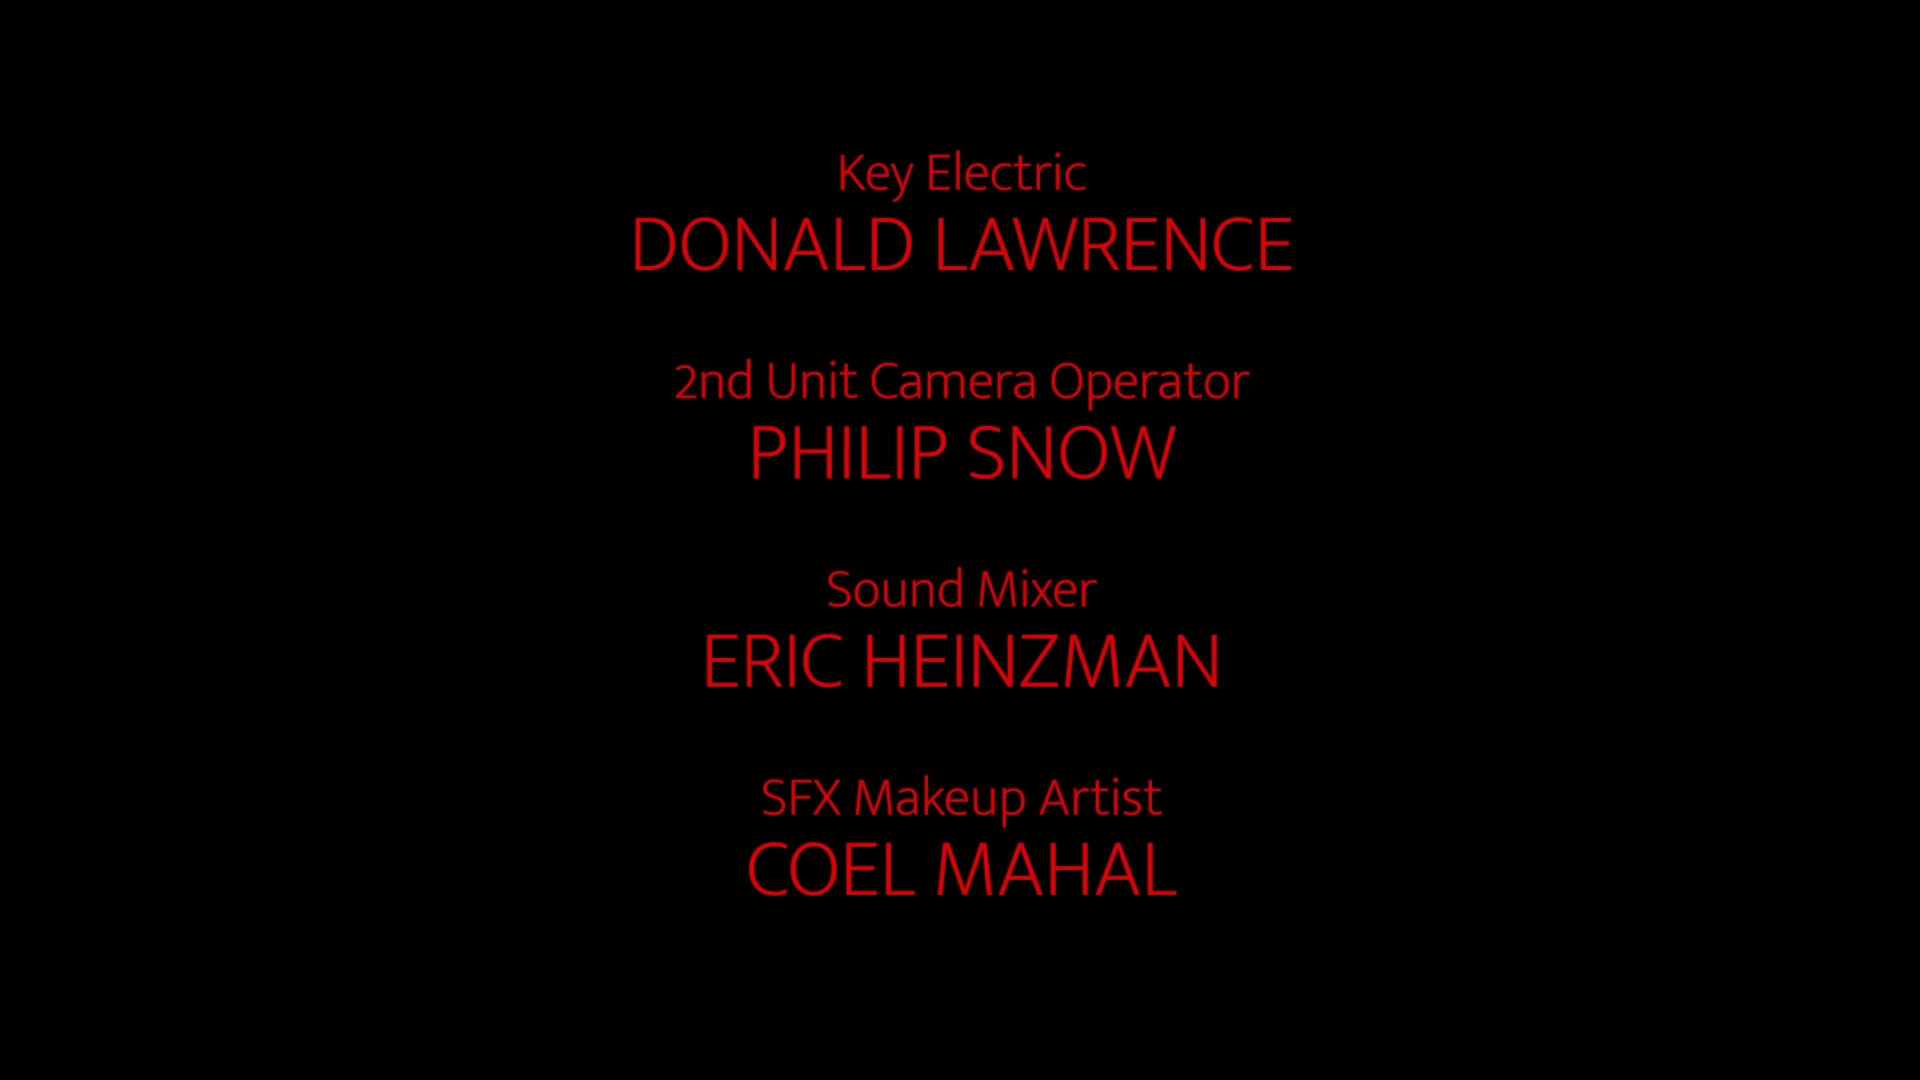 Key Electric
DONALD LAWRENCE
2nd Unit Camera Operator
PHILIP SNOW
Sound Mixer
ERIC HEINZMAN
SFX Makeup Artist
COEL MAHAL